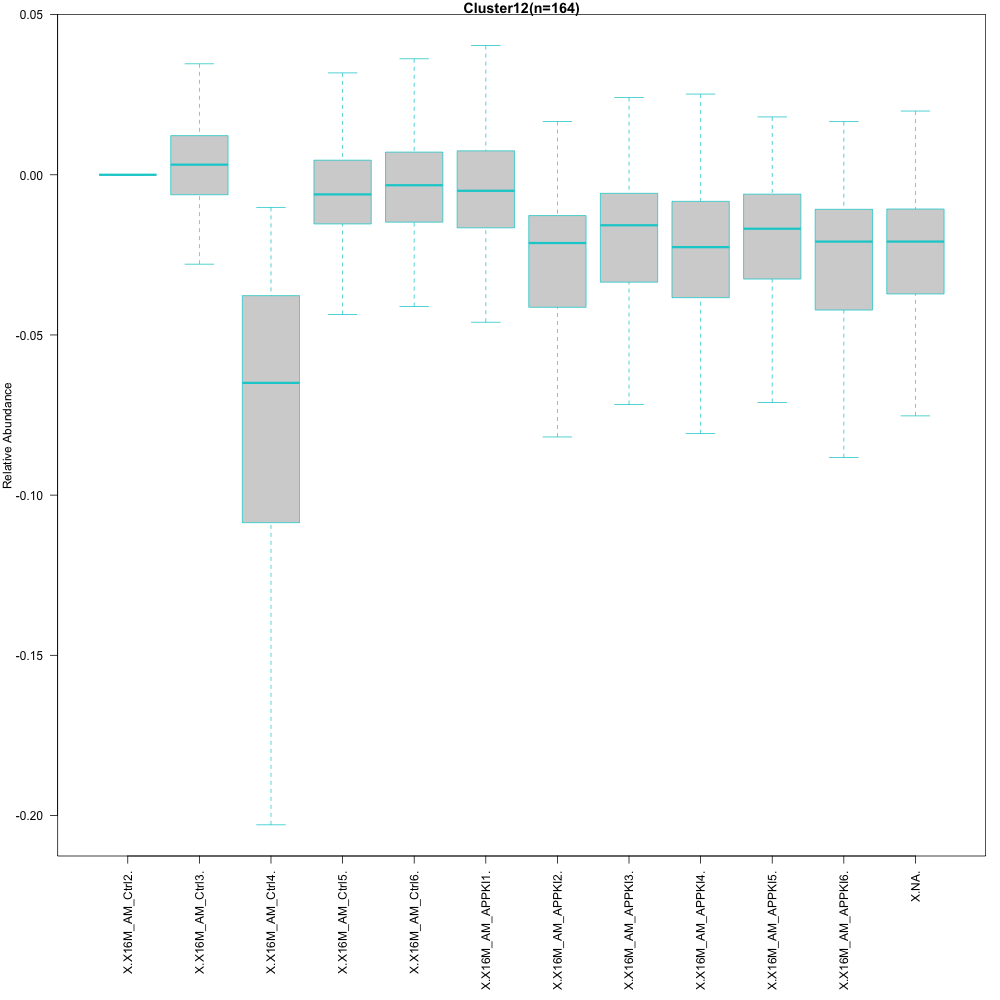 Cluster12(n=164)
Relative Abundance
0.05
0.00
-0.05
-0.10
-0.15
-0.20
X.X16M_AM_Ctrl2.
X.X16M_AM_Ctrl3.
X.X16M_AM_Ctrl4.
X.X16M_AM_Ctrl5.
X.X16M_AM_Ctrl6.
X.X16M_AM_APPKI1.
X.X16M_AM_APPKI2.
X.X16M_AM_APPKI3.
X.X16M_AM_APPKI4.
X.X16M_AM_APPKI5.
X.X16M_AM_APPKI6.
X.NA.